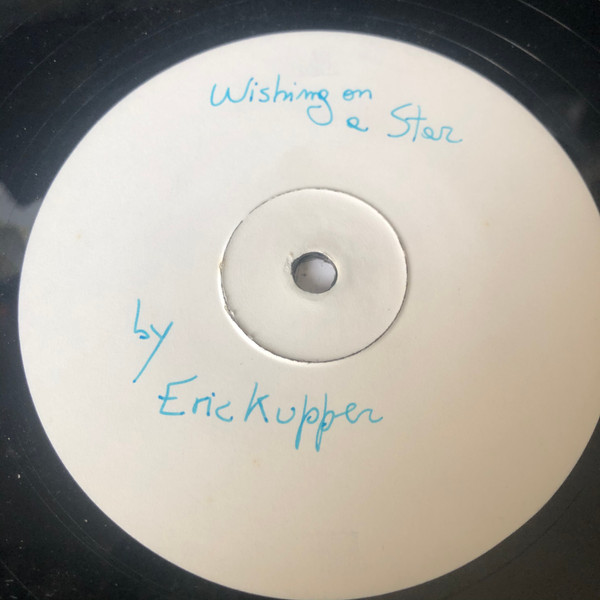 Wishing on
a Star
by
Eric Kupper